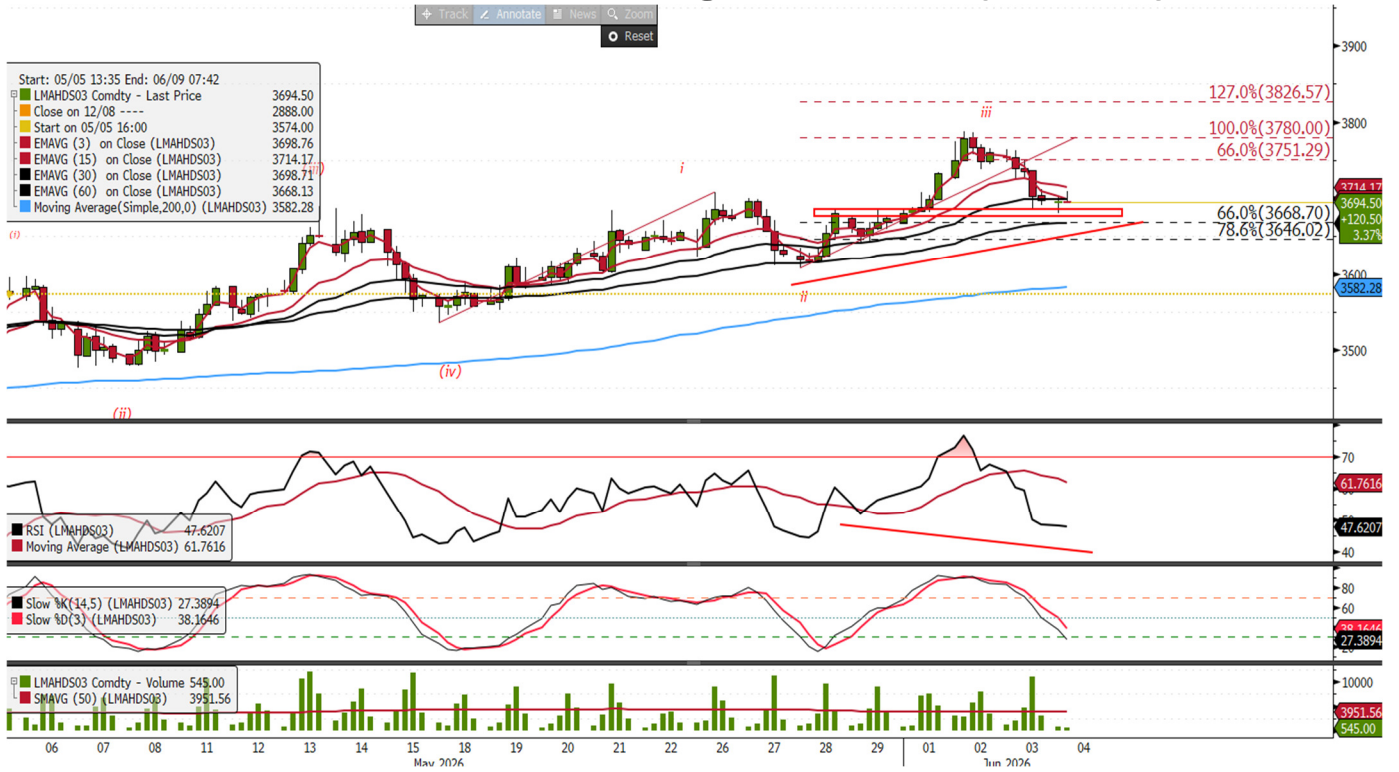 Track
Annotate
News
Zoom
Reset
Start: 05/05 13:35 End: 06/09 07:42
LMAHDS03 Comdty - Last Price 3694.50
Close on 12/08 ---- 2888.00
Start on 05/05 16:00 3574.00
EMAVG (3) on Close (LMAHDS03) 3698.76
EMAVG (15) on Close (LMAHDS03) 3714.17
EMAVG (30) on Close (LMAHDS03) 3698.71
EMAVG (60) on Close (LMAHDS03) 3668.13
Moving Average(Simple,200,0) (LMAHDS03) 3582.28
(i)
(ii)
(iii)
(iv)
i
ii
iii
127.0%(3826.57)
100.0%(3780.00)
66.0%(3751.29)
66.0%(3668.70)
78.6%(3646.02)
3900
3800
3714.17
3694.50
+120.50
3.37%
3600
3582.28
3500
RSI (LMAHDS03) 47.6207
Moving Average (LMAHDS03) 61.7616
70
61.7616
47.6207
40
Slow %K(14,5) (LMAHDS03) 27.3894
Slow %D(3) (LMAHDS03) 38.1646
80
60
38.1646
27.3894
LMAHDS03 Comdty - Volume 545.00
SMAVG (50) (LMAHDS03) 3951.56
10000
3951.56
545.00
06 07 08 11 12 13 14 15 18 19 20 21 22 26 27 28 29 01 02 03 04
May 2026
Jun 2026